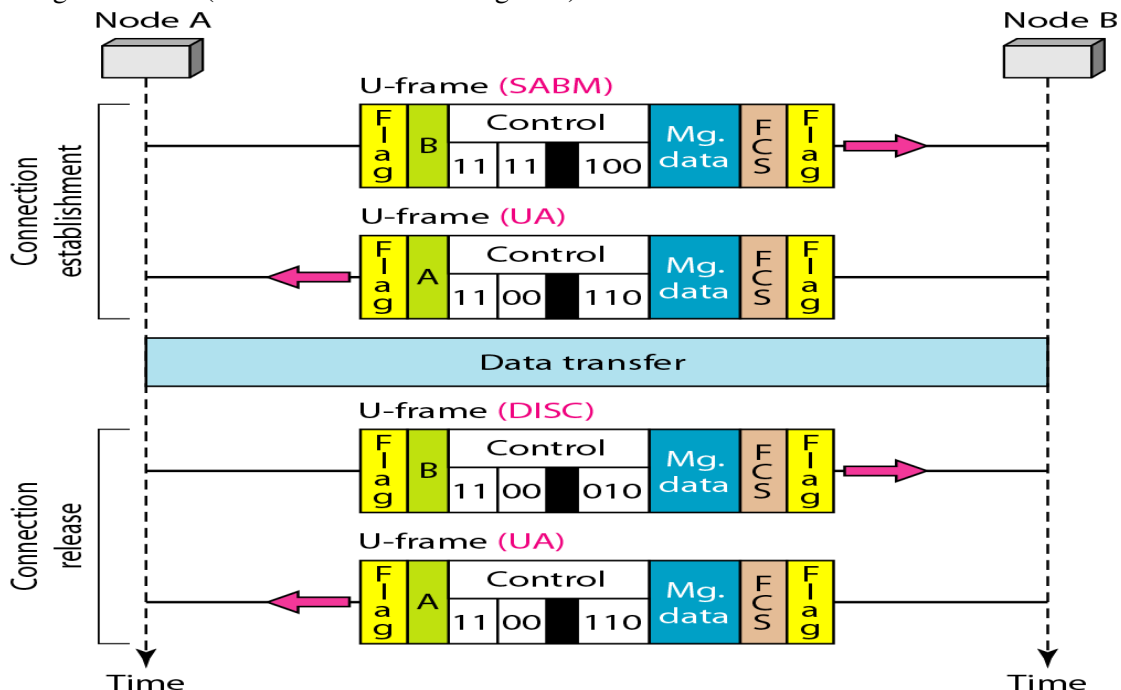 Node A
Node B
U-frame (SABM)
Flag
B
Control
11 11 100
Mg. data
FCS
Flag
Connection establishment
U-frame (UA)
Flag
A
Control
11 00 110
Mg. data
FCS
Flag
Data transfer
U-frame (DISC)
Flag
B
Control
11 00 010
Mg. data
FCS
Flag
Connection release
U-frame (UA)
Flag
A
Control
11 00 110
Mg. data
FCS
Flag
Time
Time